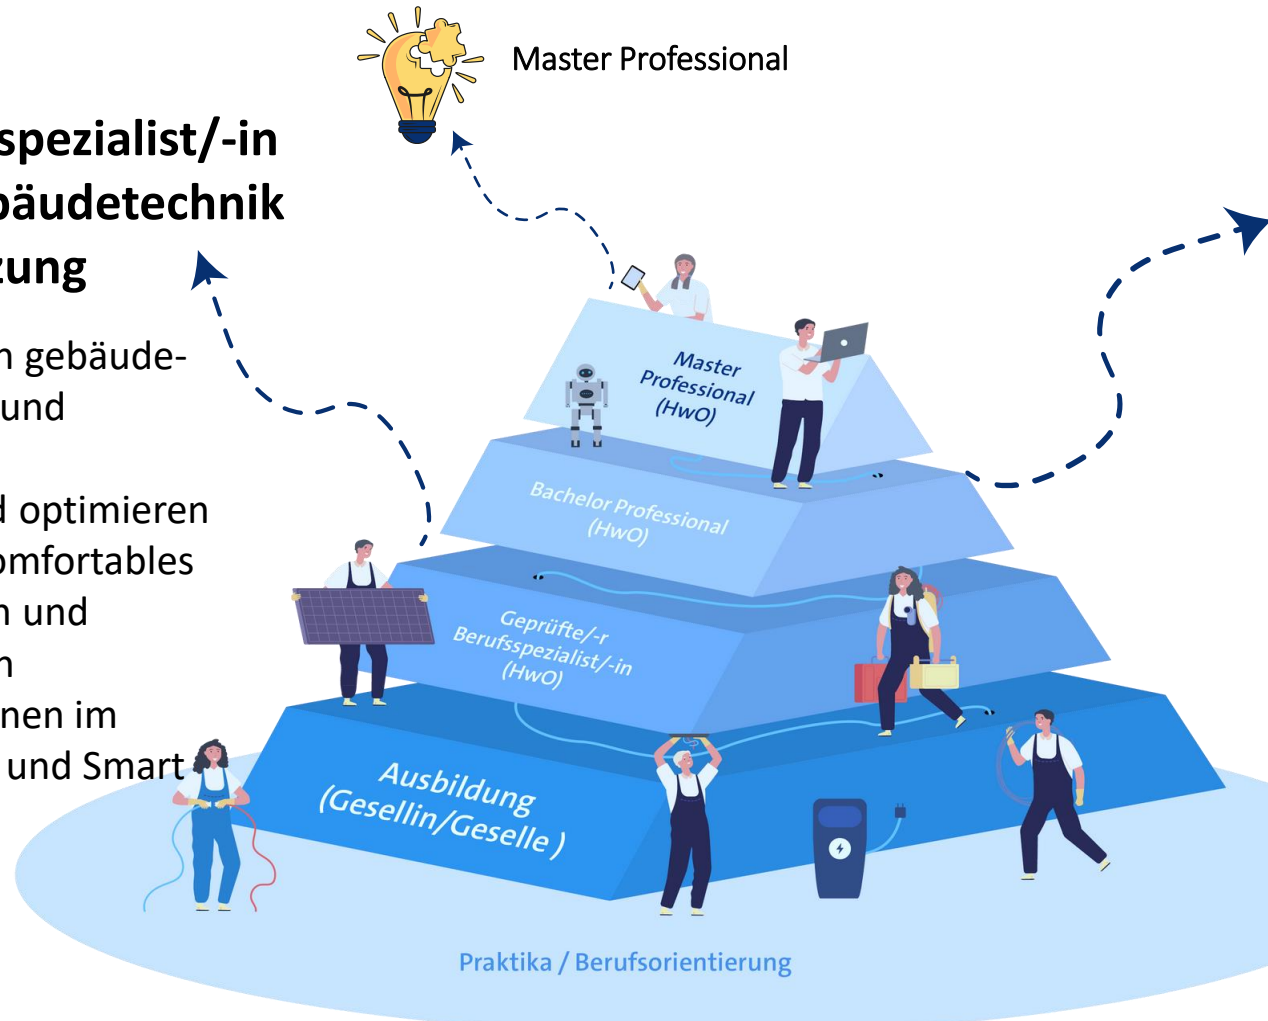 Master Professional
spezialist/-in
bäudetechnik
zung
n gebäude-
und
d optimieren
omfortables
n und
n
nen im
und Smart
Master
Professional
(HwO)
Bachelor Professional
(HwO)
Geprüfte/-r
Berufsspezialist/-in
(HwO)
Ausbildung
(Gesellin/Geselle)
Praktika / Berufsorientierung